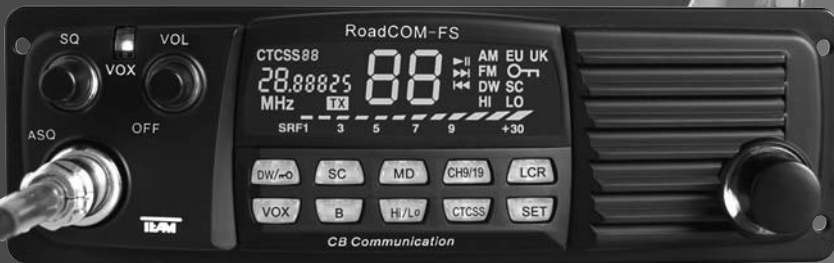 RoadCOM-FS
SQ VOX VOL
ASQ OFF
CTCSS88
28.88825
MHz TX
88
AM EU UK
FM
DW SC
HI LO
SRF1 3 5 7 9 +30
DW/ SC MD CH9/19 LCR
VOX B Hi/Lo CTCSS SET
TEAM
CB Communication